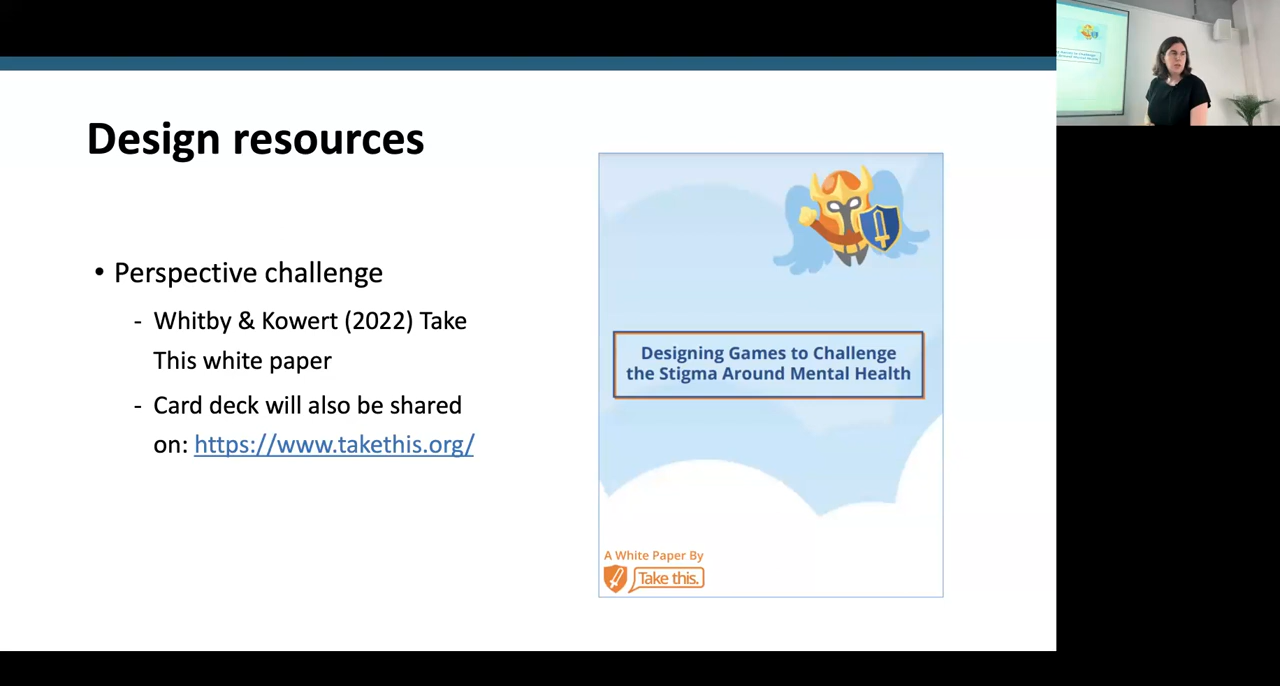 Design resources
• Perspective challenge
- Whitby & Kowert (2022) Take
This white paper
- Card deck will also be shared
on: https://www.takethis.org/
Designing Games to Challenge
the Stigma Around Mental Health
A White Paper By
Take this.